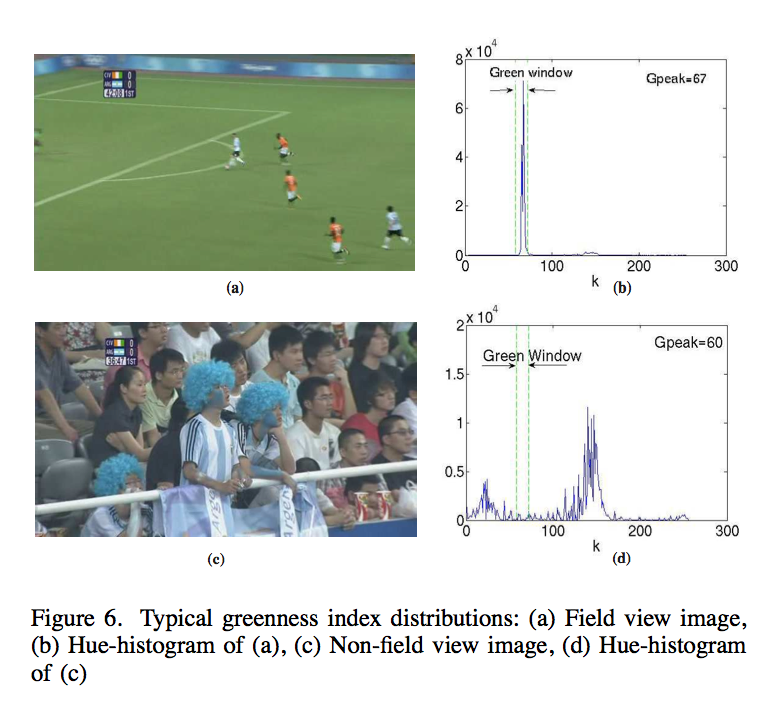 CIV 0
ARG 0
42:08 1ST
(a)
x 10^4
8
6
4
2
0
0 100 200 300
Green window
Gpeak=67
k
(b)
CIV 0
ARG 0
36:47 1ST
Argen
Argen
(c)
x 10^4
2
1.5
1
0.5
0
0 100 200 300
Green Window
Gpeak=60
k
(d)
Figure 6. Typical greenness index distributions: (a) Field view image,
(b) Hue-histogram of (a), (c) Non-field view image, (d) Hue-histogram
of (c)